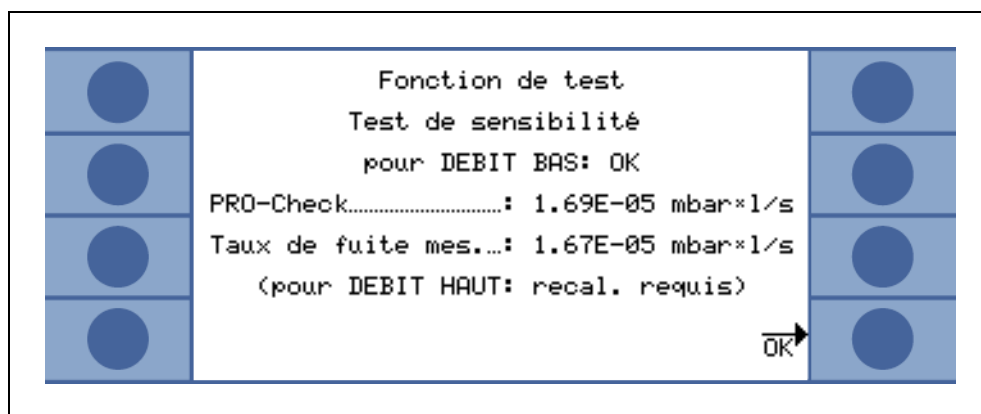 Fonction de test
Test de sensibilité
pour DEBIT BAS: OK
PRO-Check..............................: 1.69E-05 mbar*l/s
Taux de fuite mes....: 1.67E-05 mbar*l/s
(pour DEBIT HAUT: recal. requis)
OK